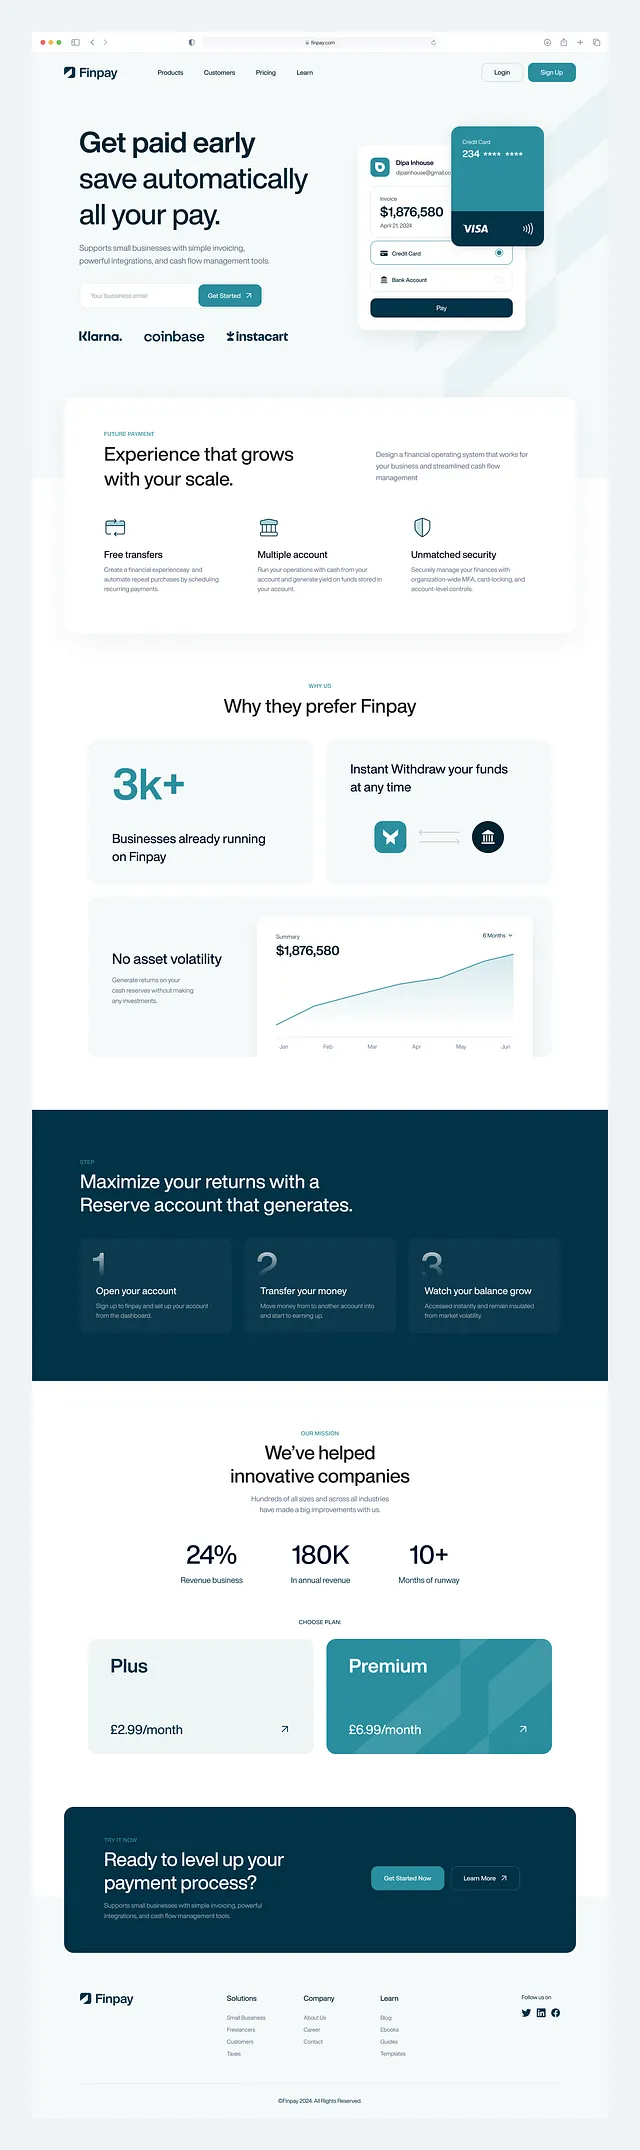 finpay.com
Finpay
Products
Customers
Pricing
Learn
Login
Sign Up
Get paid early
save automatically
all your pay.
Supports small businesses with simple invoicing,
powerful integrations, and cash flow management tools.
Your bussiness email
Get Started
Klarna.
coinbase
instacart
Dipa Inhouse
dipainhouse@gmail.co
Credit Card
234 **** ****
VISA
Invoice
$1,876,580
April 21, 2024
Credit Card
Bank Account
Pay
FUTURE PAYMENT
Experience that grows
with your scale.
Design a financial operating system that works for
your business and streamlined cash flow
management
Free transfers
Create a financial experienceay and
automate repeat purchases by scheduling
recurring payments.
Multiple account
Run your operations with cash from your
account and generate yield on funds stored in
your account.
Unmatched security
Securely manage your finances with
organization-wide MFA, card-locking, and
account-level controls.
WHY US
Why they prefer Finpay
3k+
Businesses already running
on Finpay
Instant Withdraw your funds
at any time
No asset volatility
Generate returns on your
cash reserves without making
any investments.
Summary
$1,876,580
6 Months
Jan
Feb
Mar
Apr
May
Jun
STEP
Maximize your returns with a
Reserve account that generates.
1
Open your account
Sign up to finpay and set up your account
from the dashboard.
2
Transfer your money
Move money from to another account into
and start to earning up.
3
Watch your balance grow
Accessed instantly and remain insulated
from market volatility.
OUR MISSION
We've helped
innovative companies
Hundreds of all sizes and across all industries
have made a big improvements with us.
24%
Revenue business
180K
In annual revenue
10+
Months of runway
CHOOSE PLAN:
Plus
£2.99/month
Premium
£6.99/month
TRY IT NOW
Ready to level up your
payment process?
Supports small businesses with simple invoicing, powerful
integrations, and cash flow management tools.
Get Started Now
Learn More
Finpay
Solutions
Small Bussiness
Freelancers
Customers
Taxes
Company
About Us
Career
Contact
Learn
Blog
Ebooks
Guides
Templates
Follow us on
©Finpay 2024. All Rights Reserved.